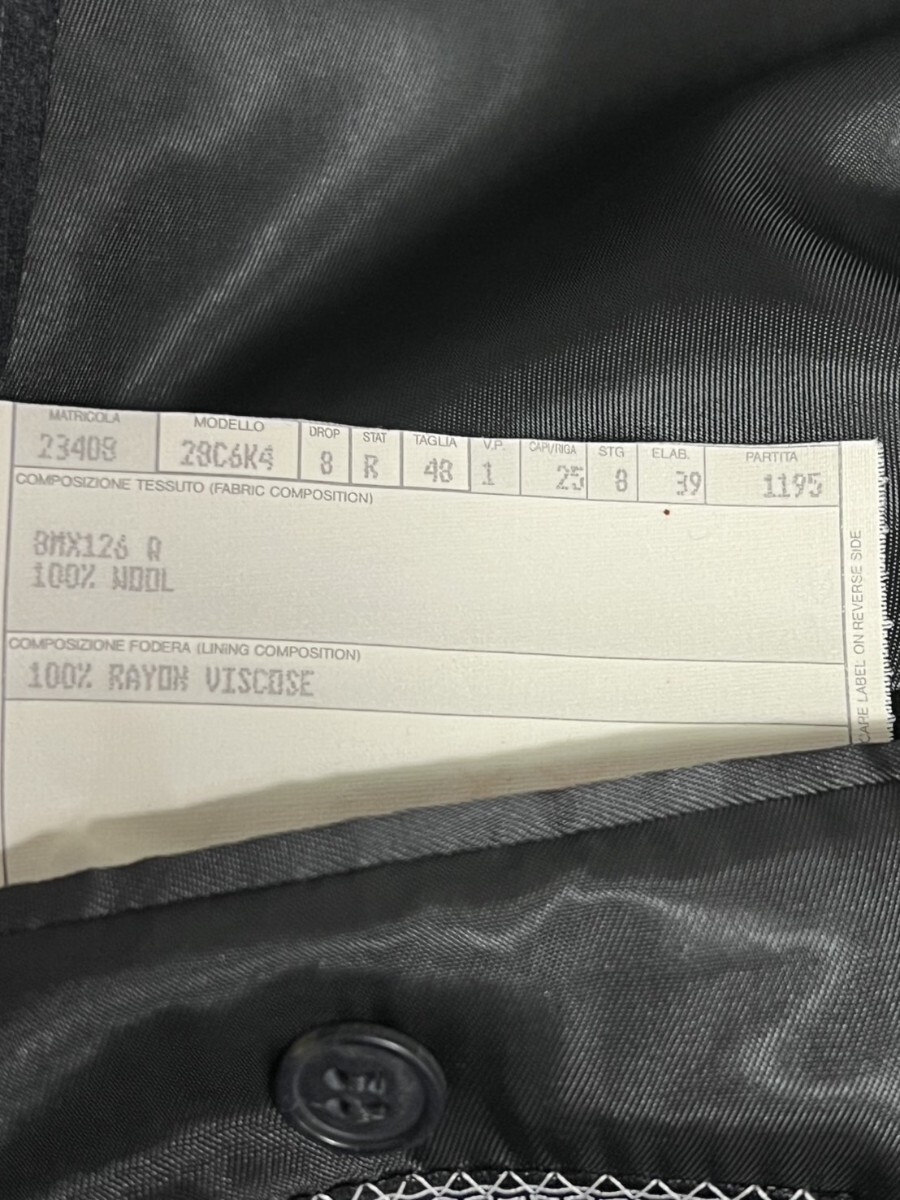 MATRICOLA MODELLO DROP STAT TAGLIA V.P. CAPI/RIGA STG ELAB. PARTITA
23408 28C6K4 8 R 48 1 25 8 39 1195
COMPOSIZIONE TESSUTO (FABRIC COMPOSITION)
8MX126 Q
100% WOOL
COMPOSIZIONE FODERA (LINING COMPOSITION)
100% RAYON VISCOSE
CARE LABEL ON REVERSE SIDE